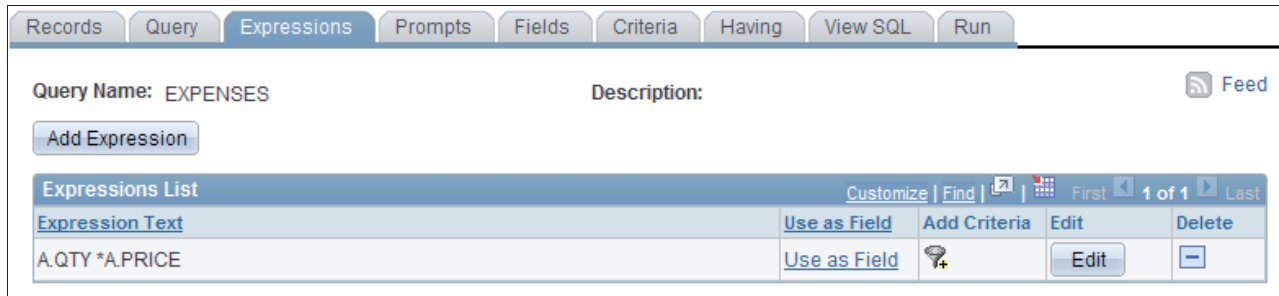 Records Query Expressions Prompts Fields Criteria Having View SQL Run
Query Name: EXPENSES Description: Feed
Add Expression
Expressions List Customize | Find | | First 1 of 1 Last
Expression Text Use as Field Add Criteria Edit Delete
A.QTY *A.PRICE Use as Field Edit